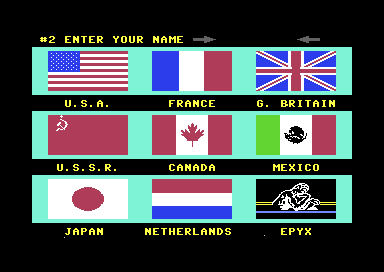 #2 ENTER YOUR NAME
U.S.A. FRANCE G. BRITAIN
U.S.S.R. CANADA MEXICO
JAPAN NETHERLANDS EPYX